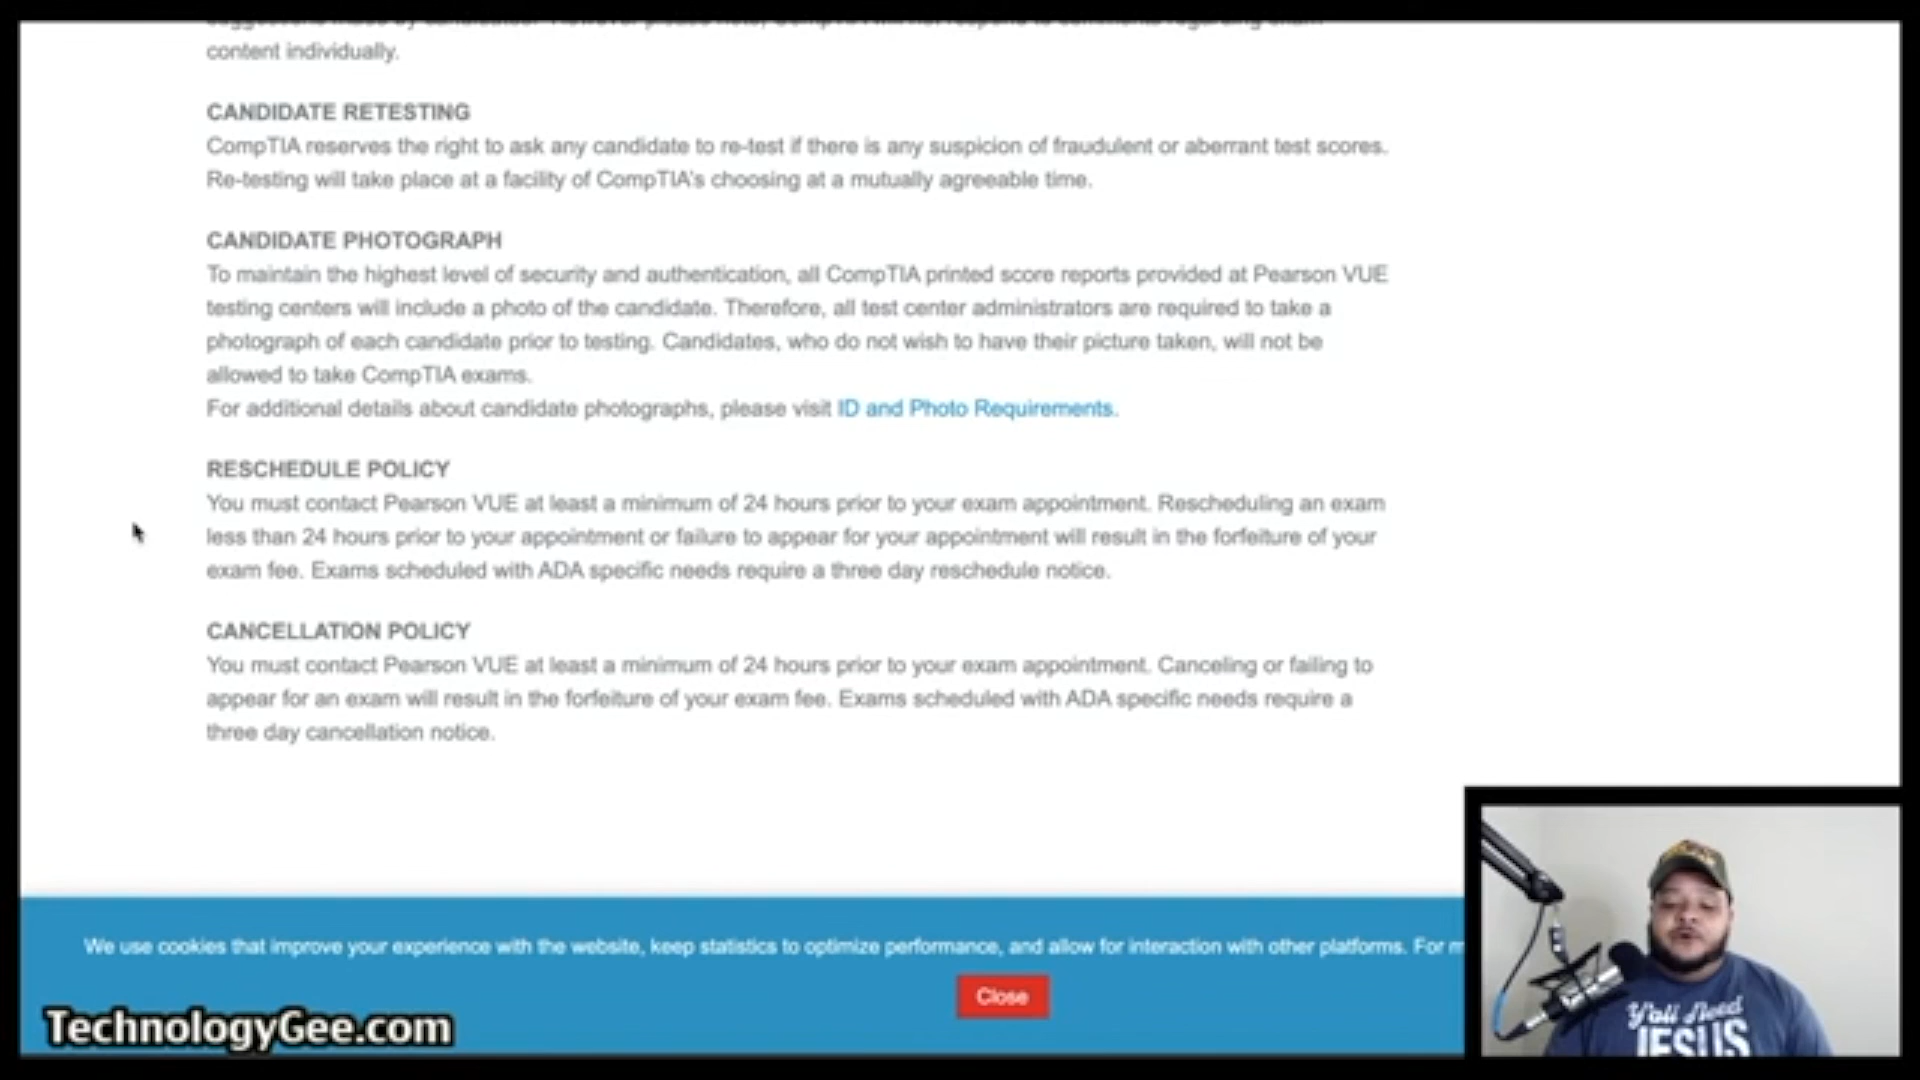 content individually.
CANDIDATE RETESTING
CompTIA reserves the right to ask any candidate to re-test if there is any suspicion of fraudulent or aberrant test scores.
Re-testing will take place at a facility of CompTIA's choosing at a mutually agreeable time.
CANDIDATE PHOTOGRAPH
To maintain the highest level of security and authentication, all CompTIA printed score reports provided at Pearson VUE
testing centers will include a photo of the candidate. Therefore, all test center administrators are required to take a
photograph of each candidate prior to testing. Candidates, who do not wish to have their picture taken, will not be
allowed to take CompTIA exams.
For additional details about candidate photographs, please visit ID and Photo Requirements.
RESCHEDULE POLICY
You must contact Pearson VUE at least a minimum of 24 hours prior to your exam appointment. Rescheduling an exam
less than 24 hours prior to your appointment or failure to appear for your appointment will result in the forfeiture of your
exam fee. Exams scheduled with ADA specific needs require a three day reschedule notice.
CANCELLATION POLICY
You must contact Pearson VUE at least a minimum of 24 hours prior to your exam appointment. Canceling or failing to
appear for an exam will result in the forfeiture of your exam fee. Exams scheduled with ADA specific needs require a
three day cancellation notice.
We use cookies that improve your experience with the website, keep statistics to optimize performance, and allow for interaction with other platforms. For m
Close
TechnologyGee.com
Y'all Need
JESUS